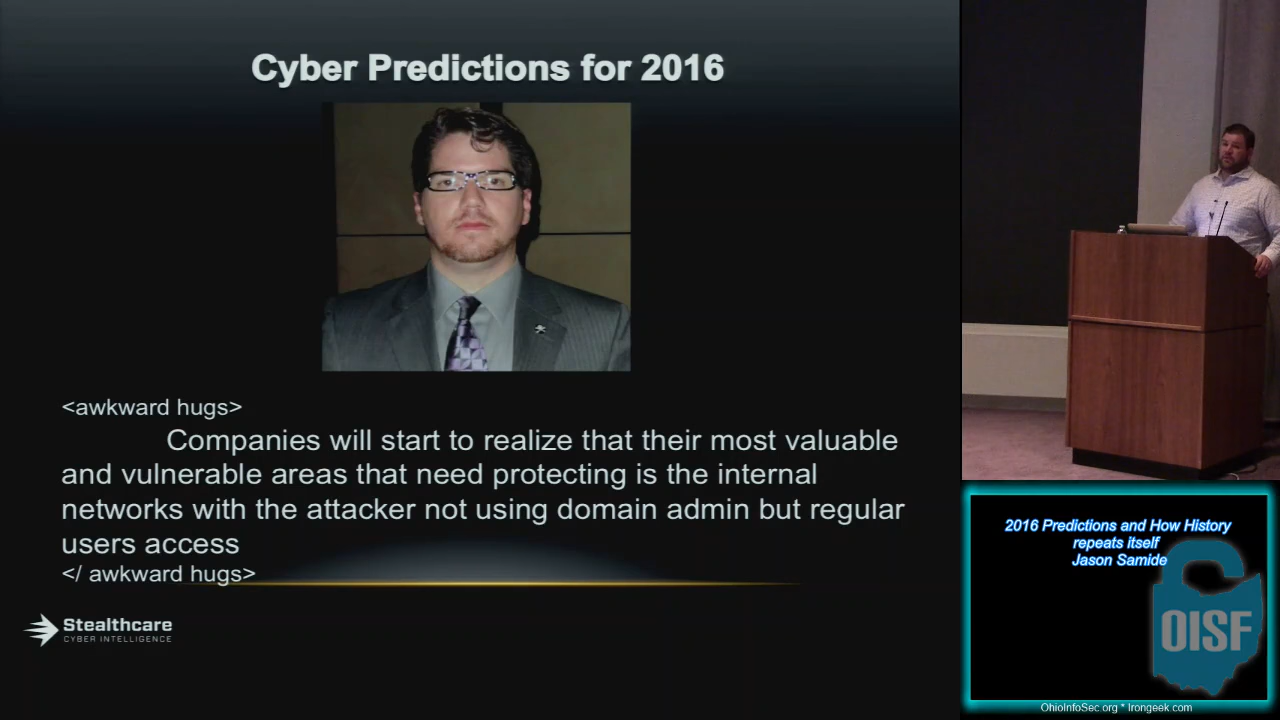 Cyber Predictions for 2016
<awkward hugs>
Companies will start to realize that their most valuable
and vulnerable areas that need protecting is the internal
networks with the attacker not using domain admin but regular
users access
</ awkward hugs>
Stealthcare
CYBER INTELLIGENCE
2016 Predictions and How History
repeats itself
Jason Samide
OISF
OhioInfoSec.org * Irongeek.com